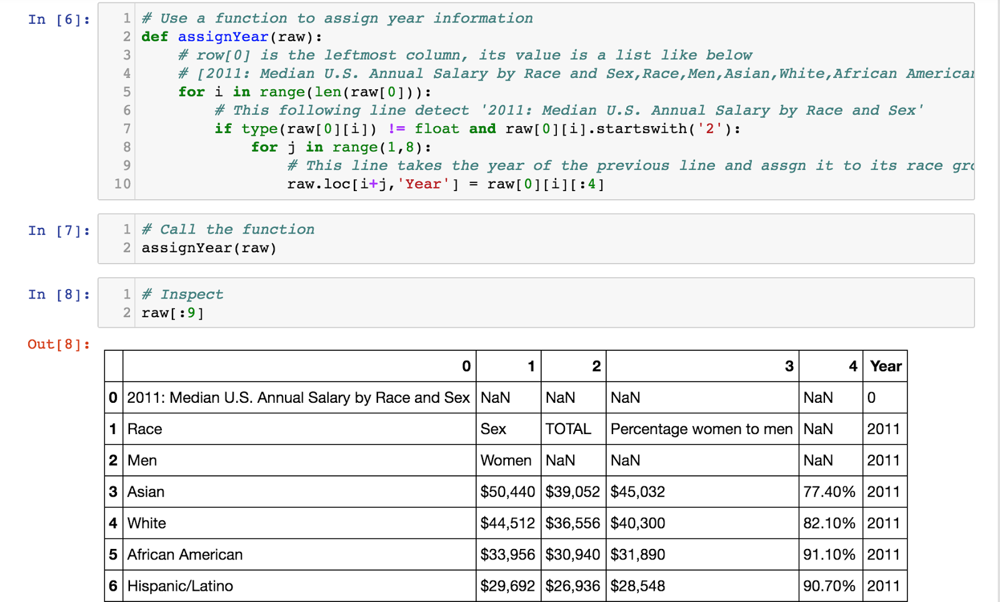 In [6]:
1 # Use a function to assign year information
2 def assignYear(raw):
3 # row[0] is the leftmost column, its value is a list like below
4 # [2011: Median U.S. Annual Salary by Race and Sex,Race,Men,Asian,White,African
5 for i in range(len(raw[0])):
6 # This following line detect '2011: Median U.S. Annual Salary by Race and Sex'
7 if type(raw[0][i]) != float and raw[0][i].startswith('2'):
8 for j in range(1,8):
9 # This line takes the year of the previous line and assgn it to its race
10 raw.loc[i+j,'Year'] = raw[0][i][:4]
In [7]:
1 # Call the function
2 assignYear(raw)
In [8]:
1 # Inspect
2 raw[:9]
Out[8]:
0 1 2 3 4 Year
0 2011: Median U.S. Annual Salary by Race and Sex NaN NaN NaN NaN 0
1 Race Sex TOTAL Percentage women to men NaN 2011
2 Men Women NaN NaN NaN 2011
3 Asian $50,440 $39,052 $45,032 77.40% 2011
4 White $44,512 $36,556 $40,300 82.10% 2011
5 African American $33,956 $30,940 $31,890 91.10% 2011
6 Hispanic/Latino $29,692 $26,936 $28,548 90.70% 2011